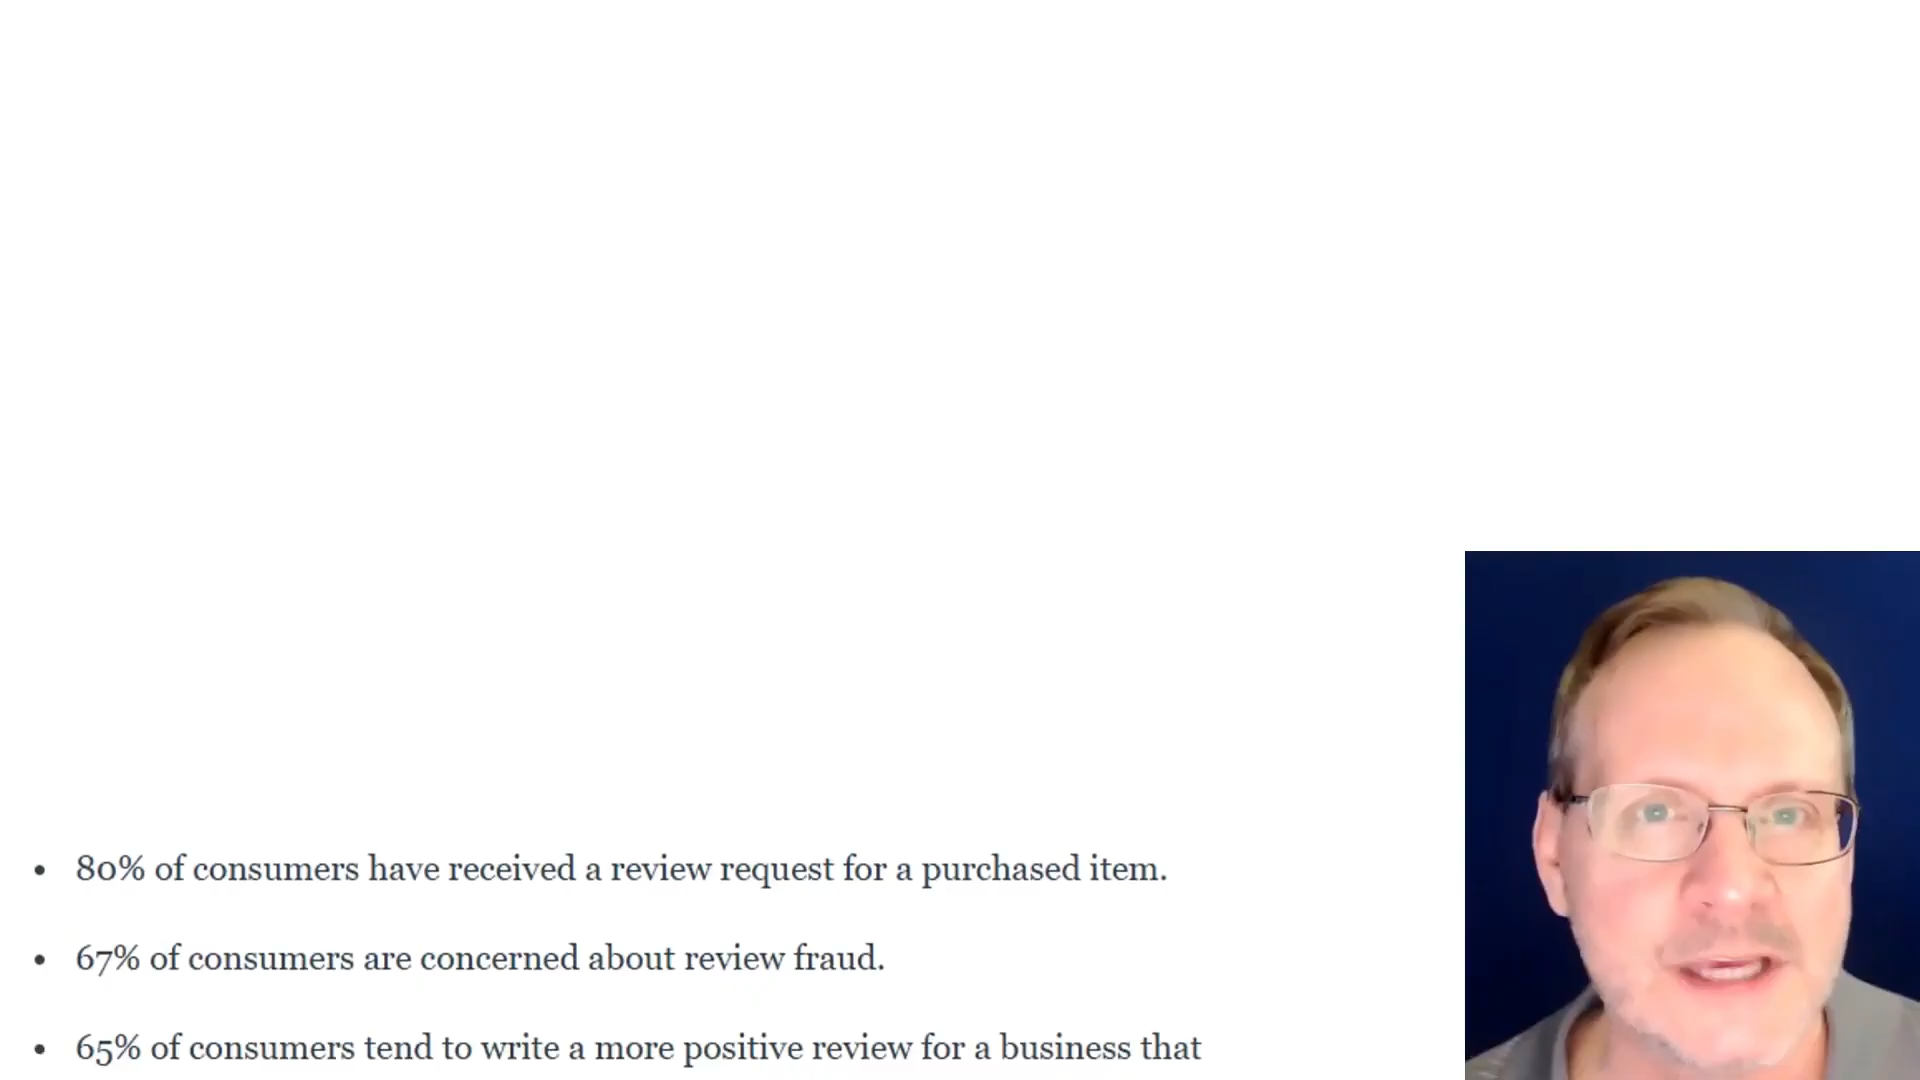 • 80% of consumers have received a review request for a purchased item.
• 67% of consumers are concerned about review fraud.
• 65% of consumers tend to write a more positive review for a business that